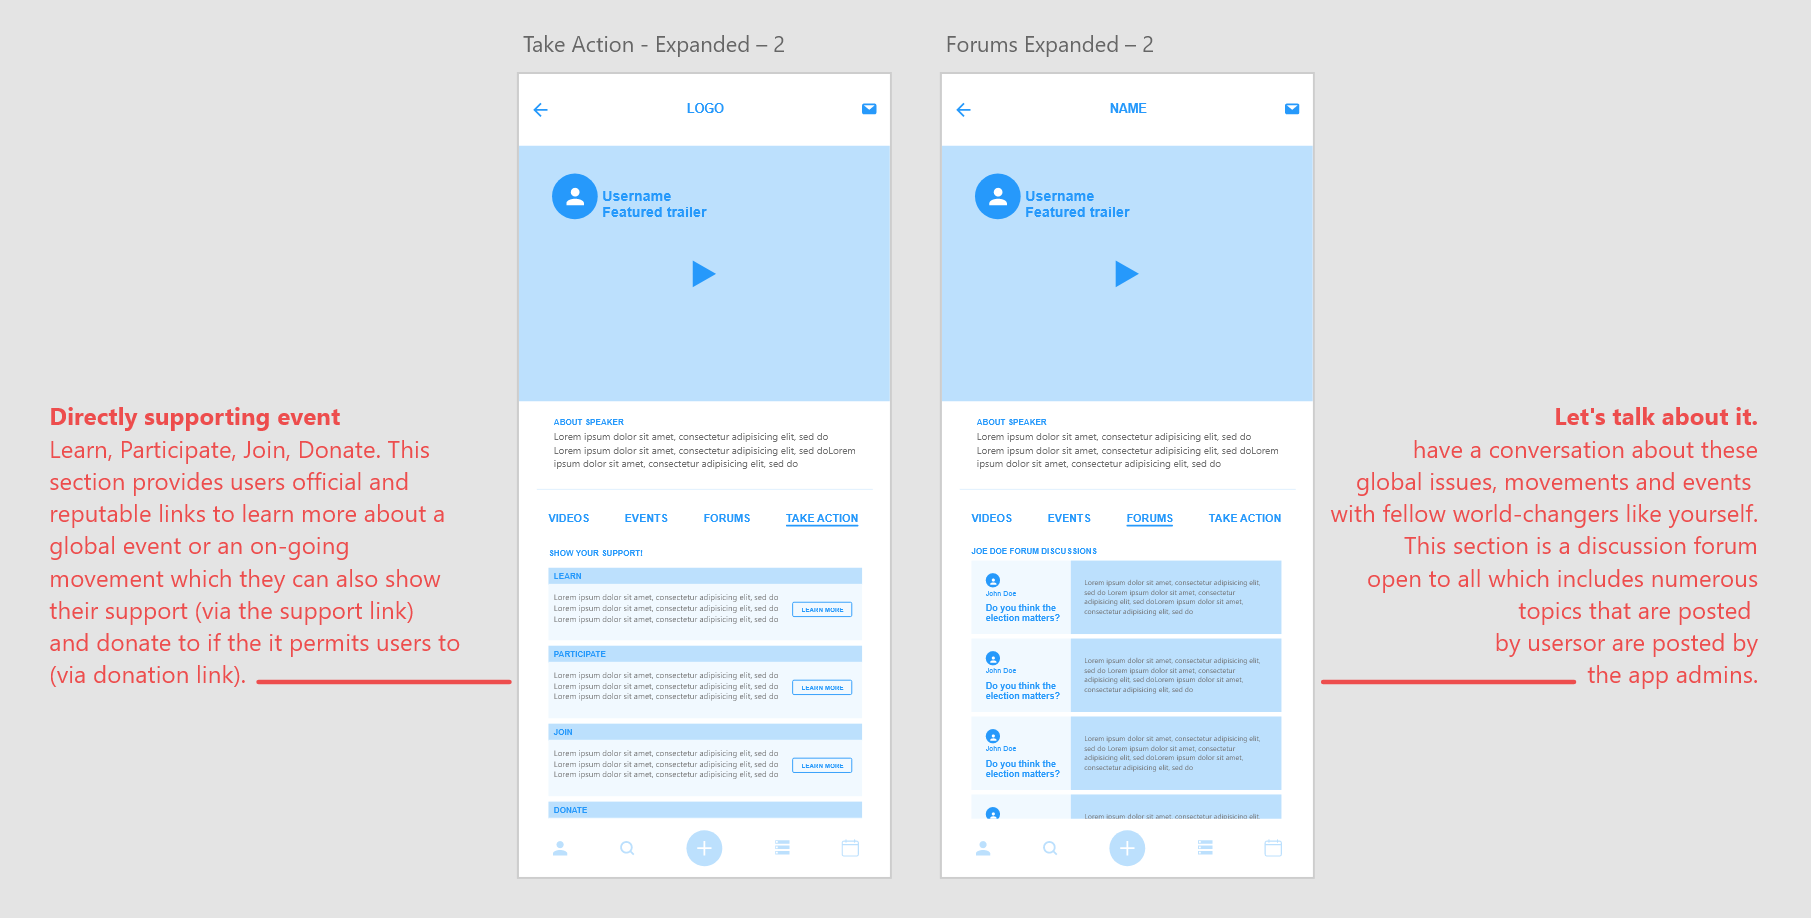 Take Action - Expanded – 2
LOGO
Username
Featured trailer
ABOUT SPEAKER
Lorem ipsum dolor sit amet, consectetur adipisicing elit, sed do
Lorem ipsum dolor sit amet, consectetur adipisicing elit, sed doLorem
ipsum dolor sit amet, consectetur adipisicing elit, sed do
VIDEOS EVENTS FORUMS TAKE ACTION
SHOW YOUR SUPPORT!
LEARN
Lorem ipsum dolor sit amet, consectetur adipisicing elit, sed do
Lorem ipsum dolor sit amet, consectetur adipisicing elit, sed do
Lorem ipsum dolor sit amet, consectetur adipisicing elit, sed do
LEARN MORE
PARTICIPATE
Lorem ipsum dolor sit amet, consectetur adipisicing elit, sed do
Lorem ipsum dolor sit amet, consectetur adipisicing elit, sed do
Lorem ipsum dolor sit amet, consectetur adipisicing elit, sed do
LEARN MORE
JOIN
Lorem ipsum dolor sit amet, consectetur adipisicing elit, sed do
Lorem ipsum dolor sit amet, consectetur adipisicing elit, sed do
Lorem ipsum dolor sit amet, consectetur adipisicing elit, sed do
LEARN MORE
DONATE
Directly supporting event
Learn, Participate, Join, Donate. This
section provides users official and
reputable links to learn more about a
global event or an on-going
movement which they can also show
their support (via the support link)
and donate to if the it permits users to
(via donation link).
Forums Expanded – 2
NAME
Username
Featured trailer
ABOUT SPEAKER
Lorem ipsum dolor sit amet, consectetur adipisicing elit, sed do
Lorem ipsum dolor sit amet, consectetur adipisicing elit, sed doLorem
ipsum dolor sit amet, consectetur adipisicing elit, sed do
VIDEOS EVENTS FORUMS TAKE ACTION
JOE DOE FORUM DISCUSSIONS
John Doe
Do you think the
election matters?
Lorem ipsum dolor sit amet, consectetur adipisicing elit,
sed do Lorem ipsum dolor sit amet, consectetur
adipisicing elit, sed doLorem ipsum dolor sit amet,
consectetur adipisicing elit, sed do
John Doe
Do you think the
election matters?
Lorem ipsum dolor sit amet, consectetur adipisicing elit,
sed do Lorem ipsum dolor sit amet, consectetur
adipisicing elit, sed doLorem ipsum dolor sit amet,
consectetur adipisicing elit, sed do
John Doe
Do you think the
election matters?
Lorem ipsum dolor sit amet, consectetur adipisicing elit,
sed do Lorem ipsum dolor sit amet, consectetur
adipisicing elit, sed doLorem ipsum dolor sit amet,
consectetur adipisicing elit, sed do
Lorem ipsum dolor sit amet, consectetur adipisicing elit,
Let's talk about it.
have a conversation about these
global issues, movements and events
with fellow world-changers like yourself.
This section is a discussion forum
open to all which includes numerous
topics that are posted
by usersor are posted by
the app admins.